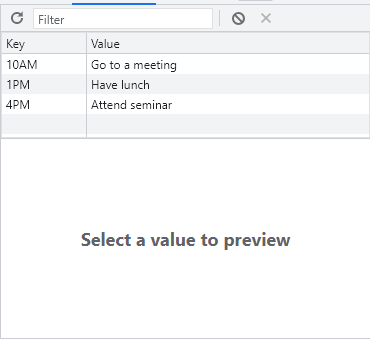 Filter
Key Value
10AM Go to a meeting
1PM Have lunch
4PM Attend seminar
Select a value to preview